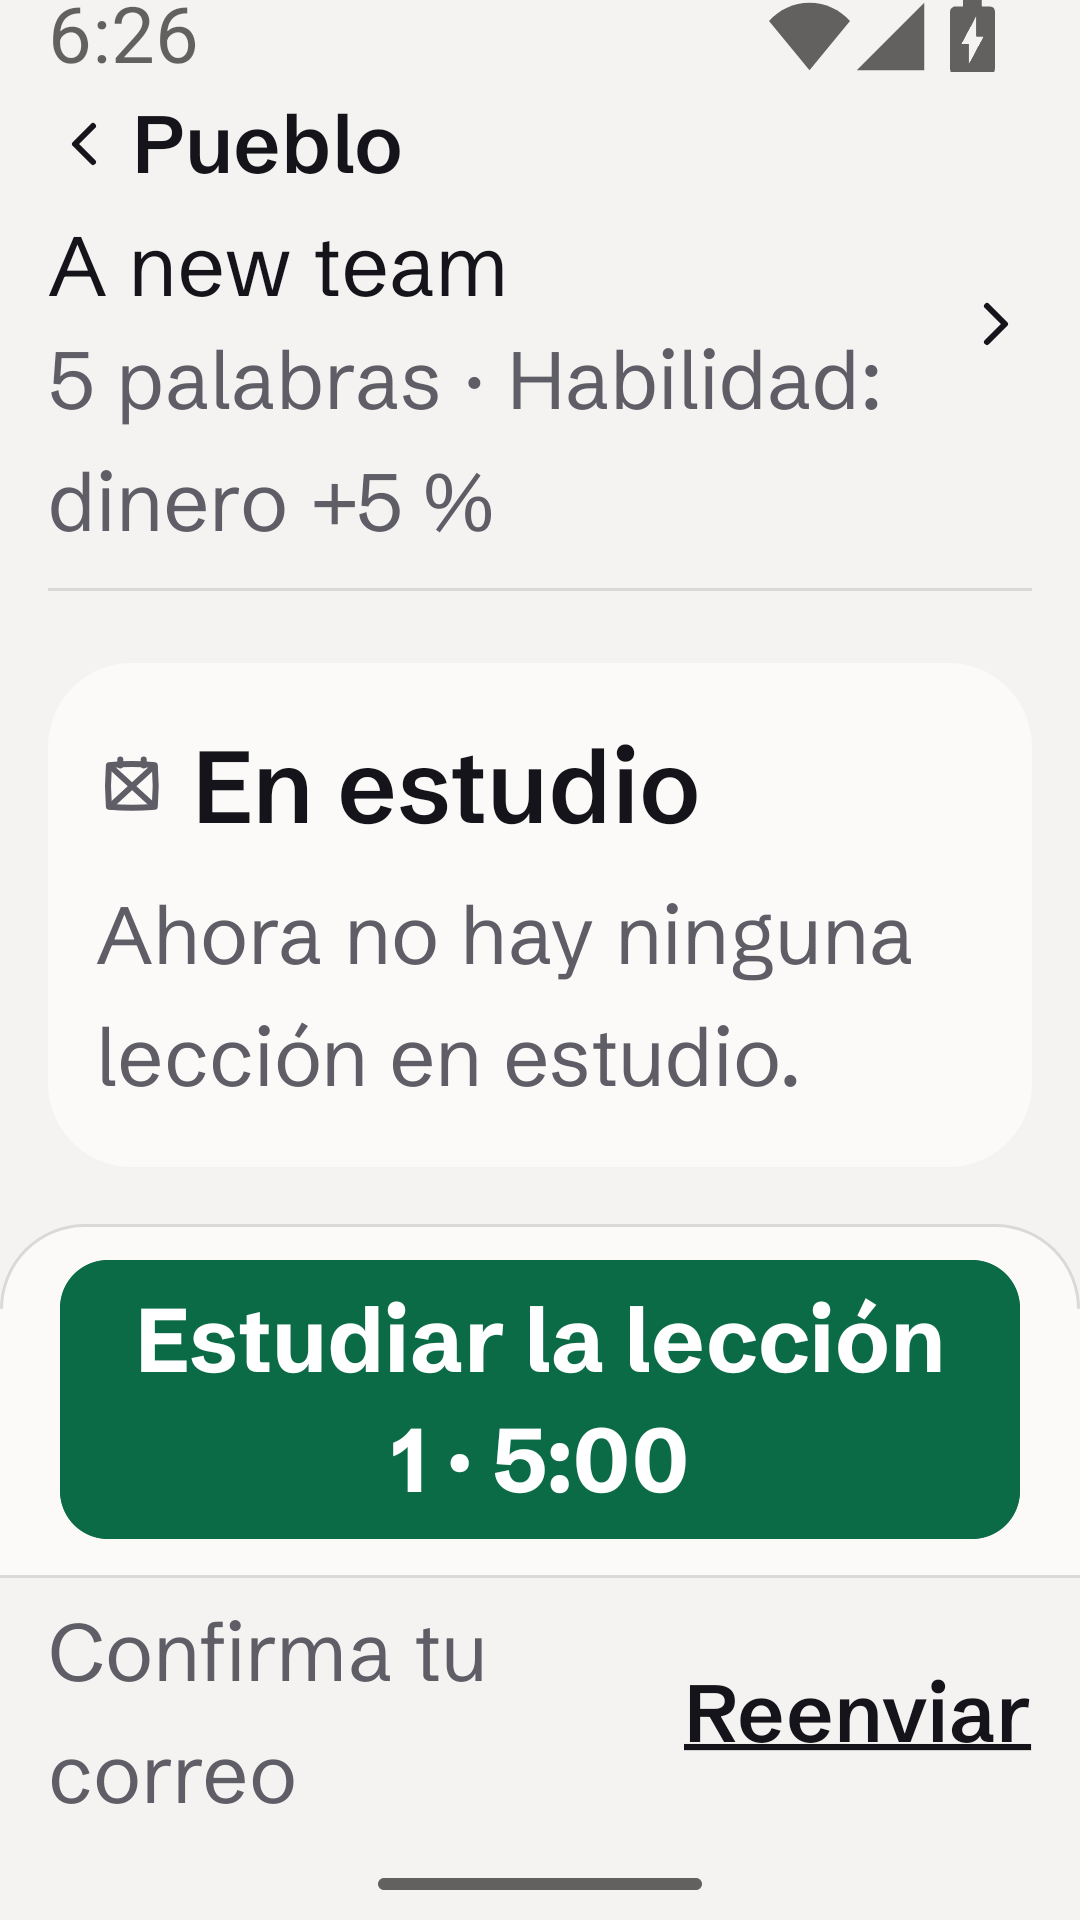 6:26
Pueblo
A new team
5 palabras · Habilidad:
dinero +5 %
En estudio
Ahora no hay ninguna
lección en estudio.
Estudiar la lección
1 · 5:00
Confirma tu
correo
Reenviar